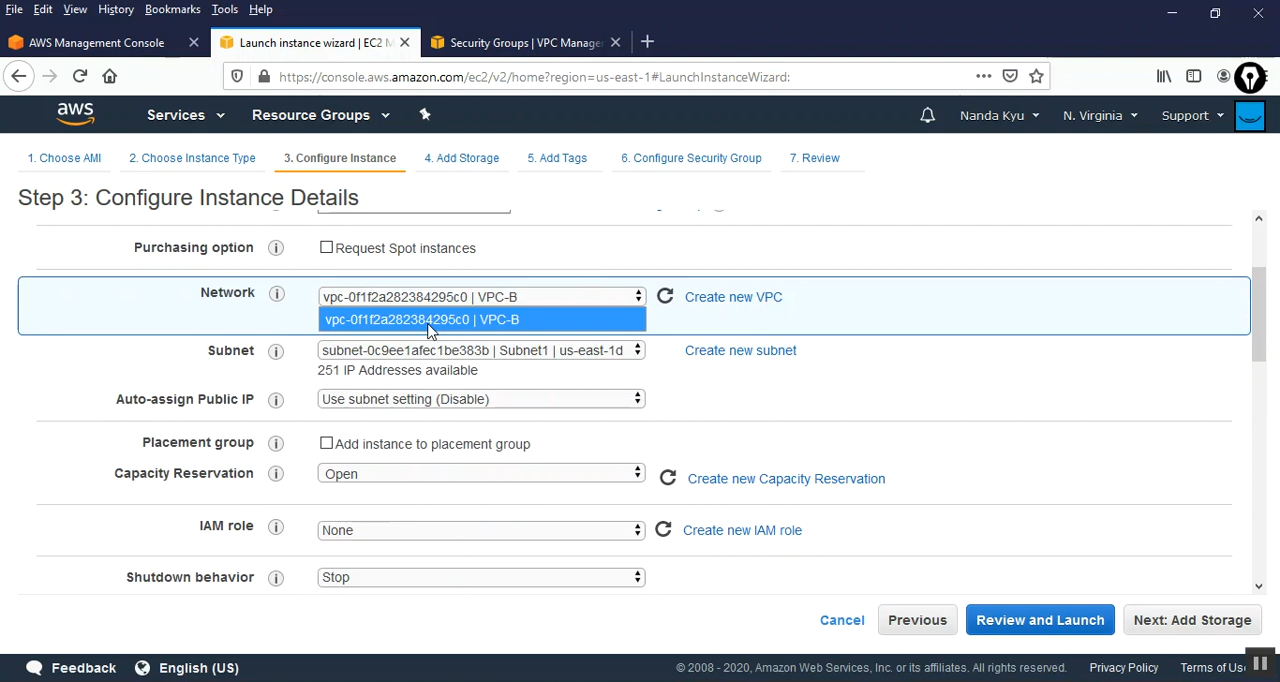 File Edit View History Bookmarks Tools Help
AWS Management Console
Launch instance wizard | EC2 M
Security Groups | VPC Manage
https://console.aws.amazon.com/ec2/v2/home?region=us-east-1#LaunchInstanceWizard:
aws Services Resource Groups Nanda Kyu N. Virginia Support
1. Choose AMI 2. Choose Instance Type 3. Configure Instance 4. Add Storage 5. Add Tags 6. Configure Security Group 7. Review
Step 3: Configure Instance Details
Purchasing option Request Spot instances
Network vpc-0f1f2a282384295c0 | VPC-B Create new VPC
vpc-0f1f2a282384295c0 | VPC-B
Subnet subnet-0c9ee1afec1be383b | Subnet1 | us-east-1d Create new subnet
251 IP Addresses available
Auto-assign Public IP Use subnet setting (Disable)
Placement group Add instance to placement group
Capacity Reservation Open Create new Capacity Reservation
IAM role None Create new IAM role
Shutdown behavior Stop
Cancel Previous Review and Launch Next: Add Storage
Feedback English (US) © 2008 - 2020, Amazon Web Services, Inc. or its affiliates. All rights reserved. Privacy Policy Terms of Us